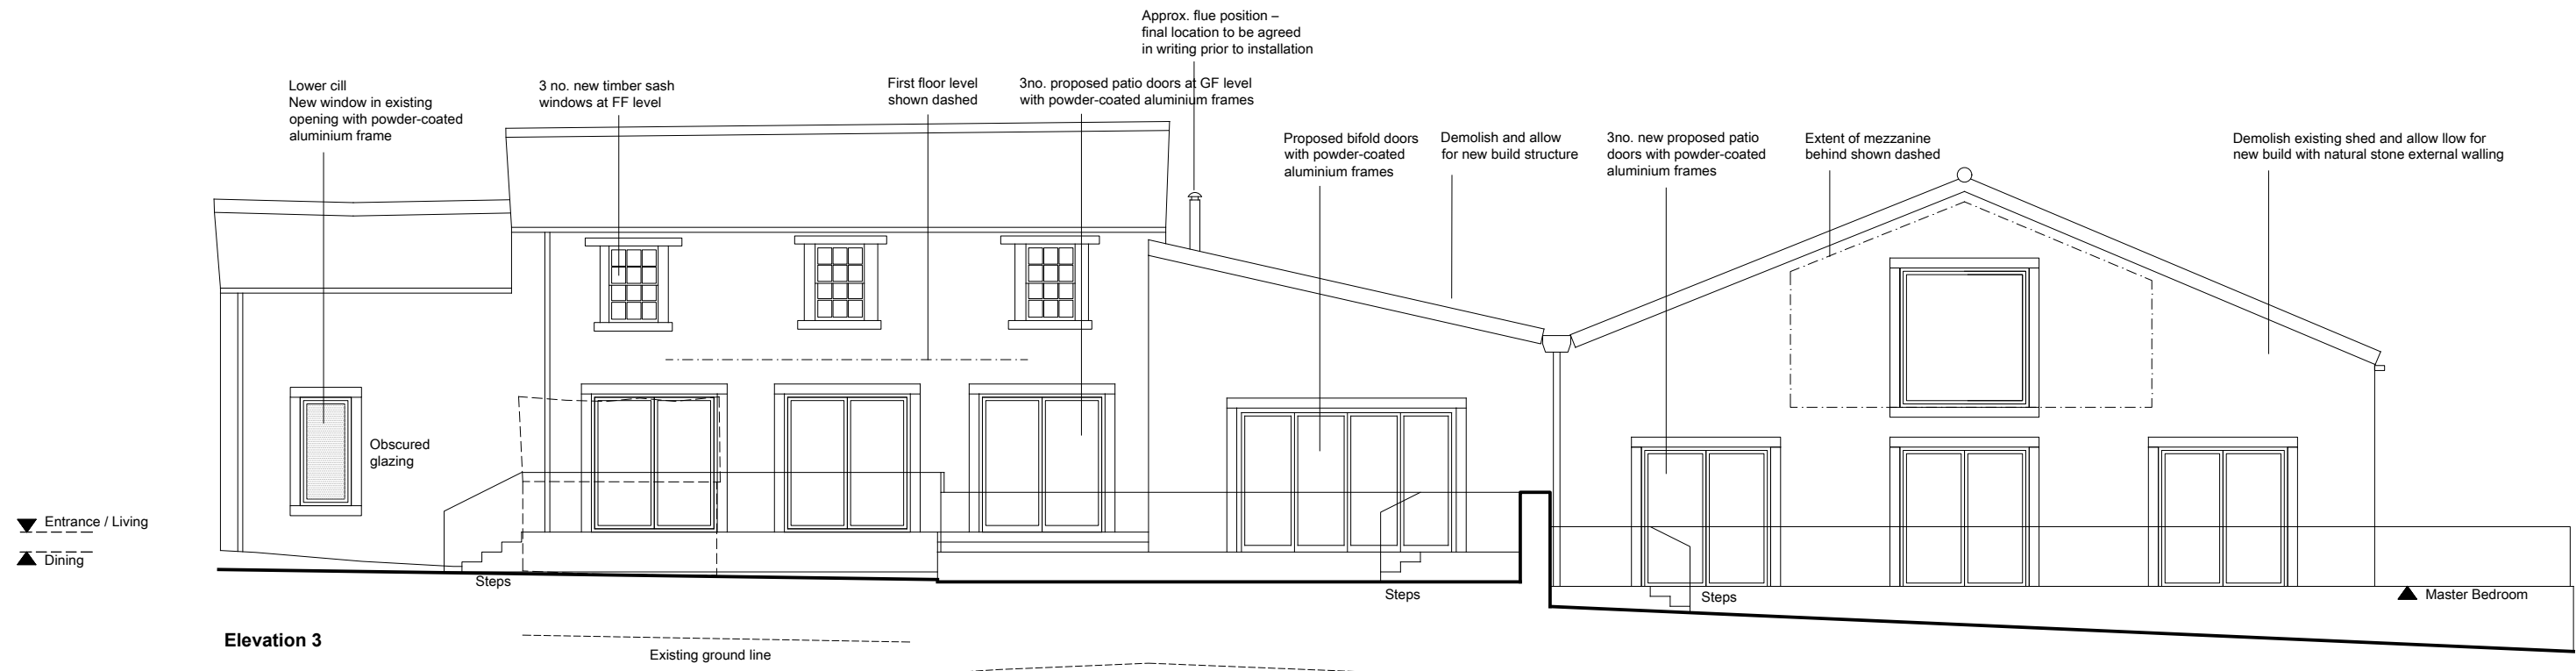 Approx. flue position –
final location to be agreed
in writing prior to installation
Lower cill
New window in existing
opening with powder-coated
aluminium frame
3 no. new timber sash
windows at FF level
First floor level
shown dashed
3no. proposed patio doors at GF level
with powder-coated aluminium frames
Proposed bifold doors
with powder-coated
aluminium frames
Demolish and allow
for new build structure
3no. new proposed patio
doors with powder-coated
aluminium frames
Extent of mezzanine
behind shown dashed
Demolish existing shed and allow llow for
new build with natural stone external walling
Obscured
glazing
Entrance / Living
Dining
Steps
Steps
Steps
Master Bedroom
Elevation 3
Existing ground line